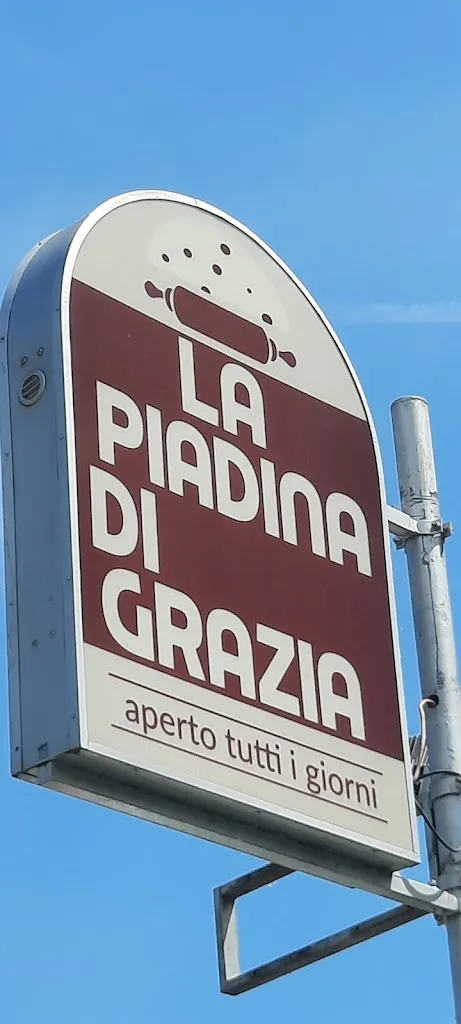 LA
PIADINA
DI
GRAZIA
aperto tutti i giorni